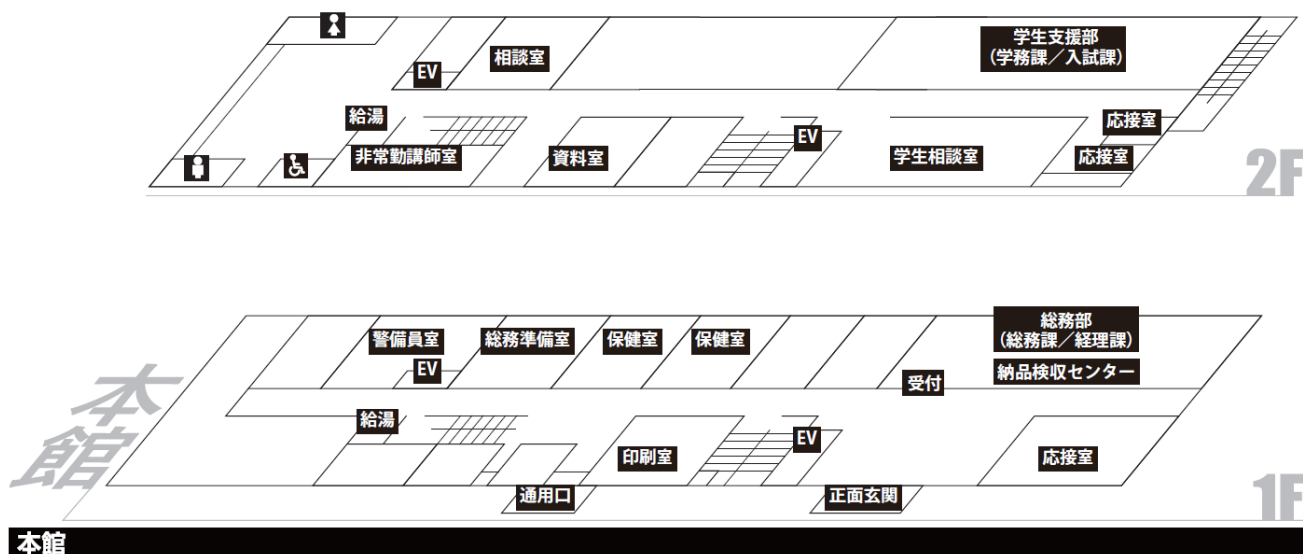 相談室
学生支援部
（学務課／入試課）
EV
給湯
応接室
EV
非常勤講師室
資料室
学生相談室
応接室
2F
警備員室
総務準備室
保健室
保健室
総務部
（総務課／経理課）
EV
納品検収センター
受付
本館
給湯
EV
印刷室
応接室
通用口
正面玄関
1F
本館